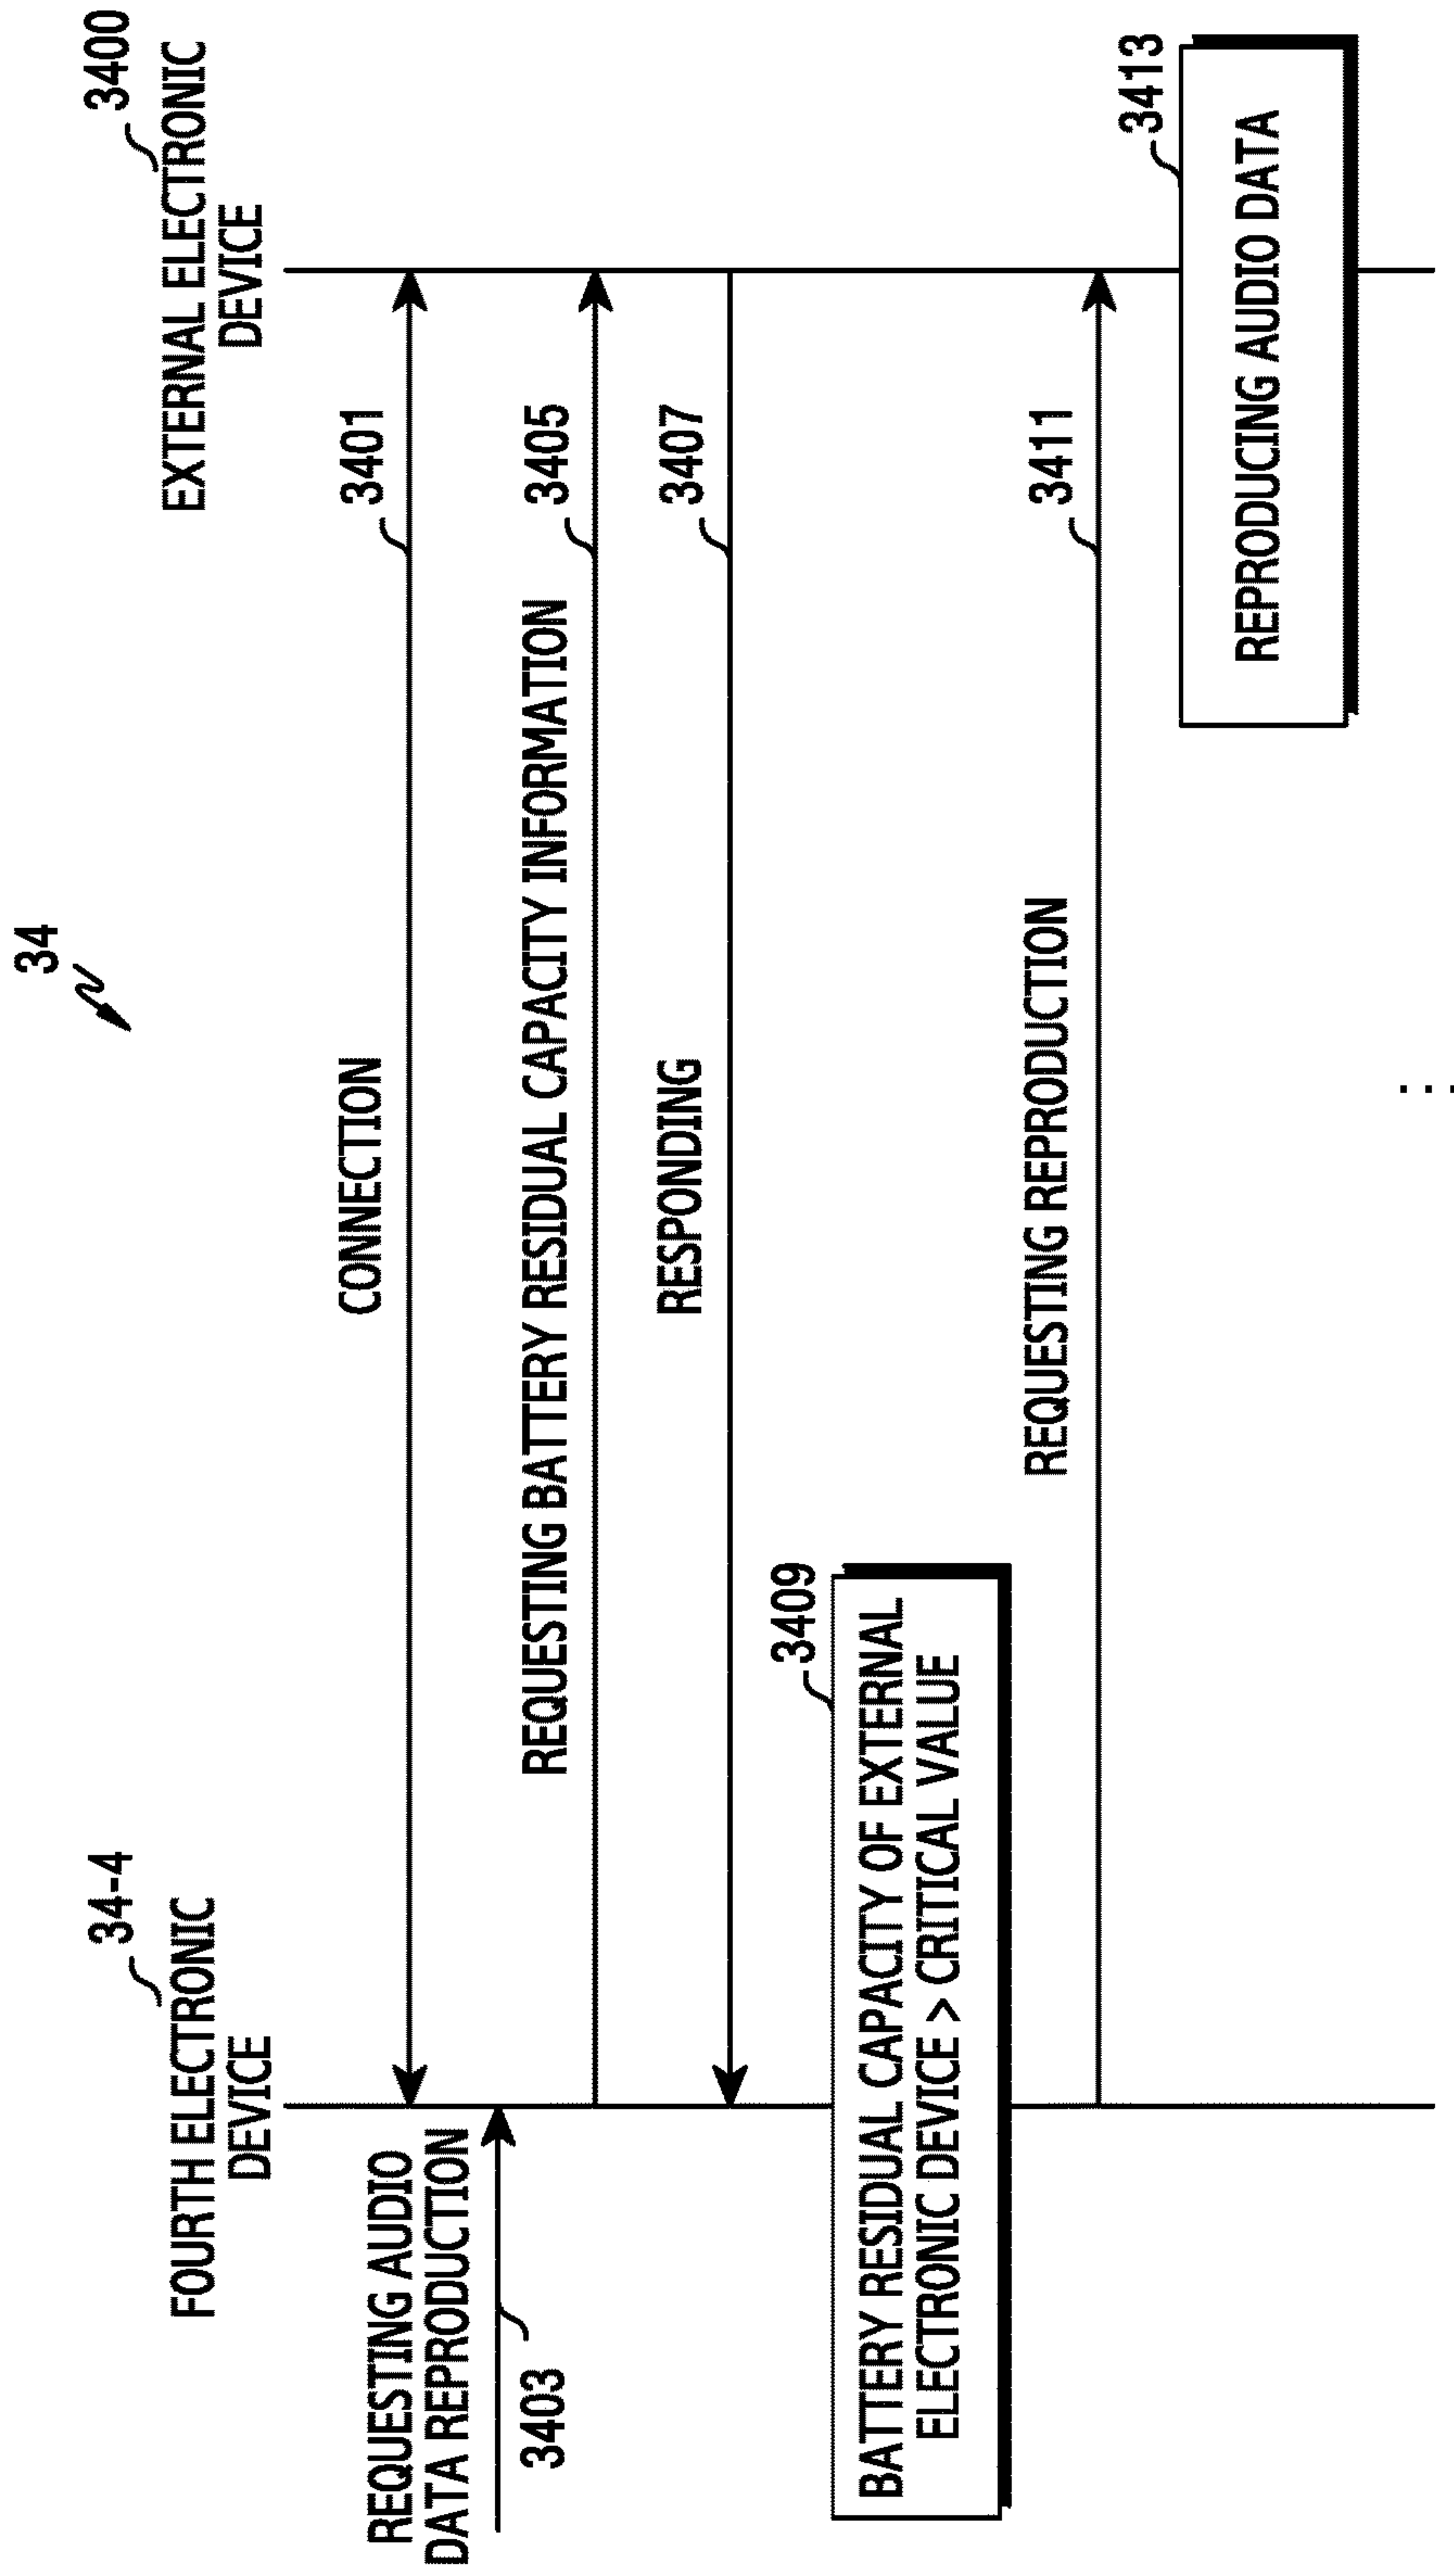 34
34-4
FOURTH ELECTRONIC
DEVICE
3400
EXTERNAL ELECTRONIC
DEVICE
CONNECTION
3401
REQUESTING AUDIO
DATA REPRODUCTION
3403
REQUESTING BATTERY RESIDUAL CAPACITY INFORMATION
3405
RESPONDING
3407
3409
BATTERY RESIDUAL CAPACITY OF EXTERNAL
ELECTRONIC DEVICE > CRITICAL VALUE
REQUESTING REPRODUCTION
3411
3413
REPRODUCING AUDIO DATA
...